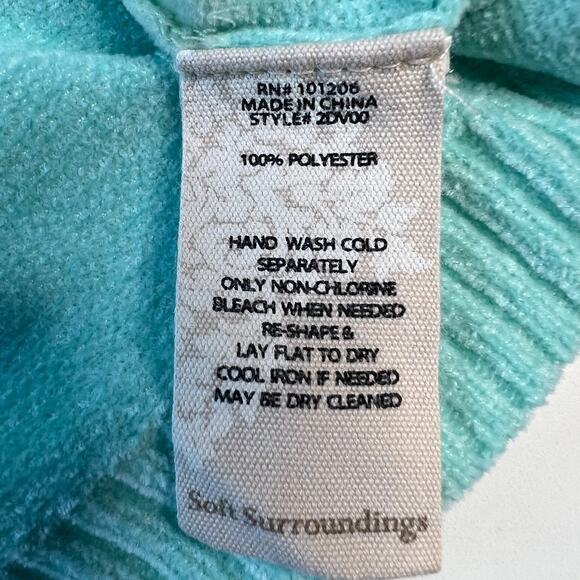 RN# 101206
MADE IN CHINA
STYLE# 2DV00
100% POLYESTER
HAND WASH COLD
SEPARATELY
ONLY NON-CHLORINE
BLEACH WHEN NEEDED
RE-SHAPE &
LAY FLAT TO DRY
COOL IRON IF NEEDED
MAY BE DRY CLEANED
Soft Surroundings